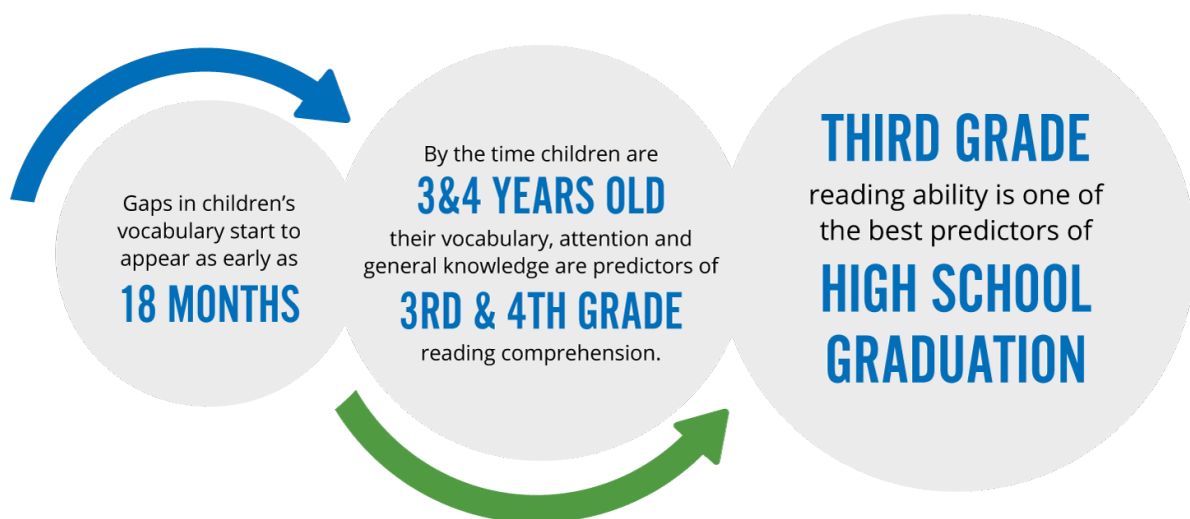 Gaps in children’s
vocabulary start to
appear as early as
18 MONTHS
By the time children are
3&4 YEARS OLD
their vocabulary, attention and
general knowledge are predictors of
3RD & 4TH GRADE
reading comprehension.
THIRD GRADE
reading ability is one of
the best predictors of
HIGH SCHOOL
GRADUATION